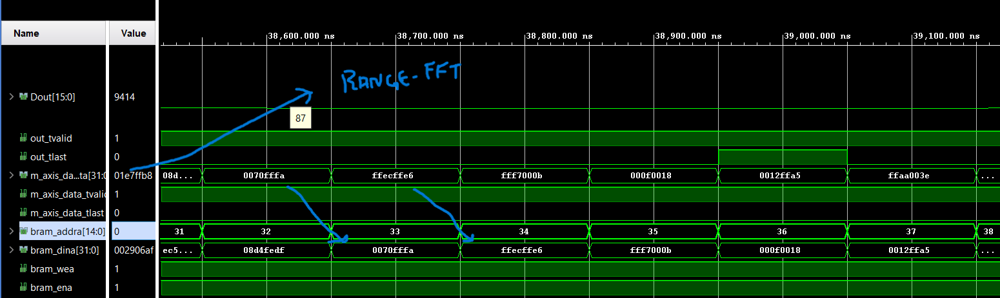 Name Value
38,600.000 ns 38,700.000 ns 38,800.000 ns 38,900.000 ns 39,000.000 ns 39,100.000 ns
RANGE-FFT
Dout[15:0] 9414
87
out_tvalid 1
out_tlast 0
m_axis_da...ta[31:0 01e7ffb8 08d... 0070fffa ffecffe6 fff7000b 000f0018 0012ffa5 ffaa003e ...
m_axis_data_tvalid 1
m_axis_data_tlast 0
bram_addra[14:0] 0 31 32 33 34 35 36 37 38
bram_dina[31:0] 002906af ec5... 08d4fedf 0070fffa ffecffe6 fff7000b 000f0018 0012ffa5 ...
bram_wea 1
bram_ena 1